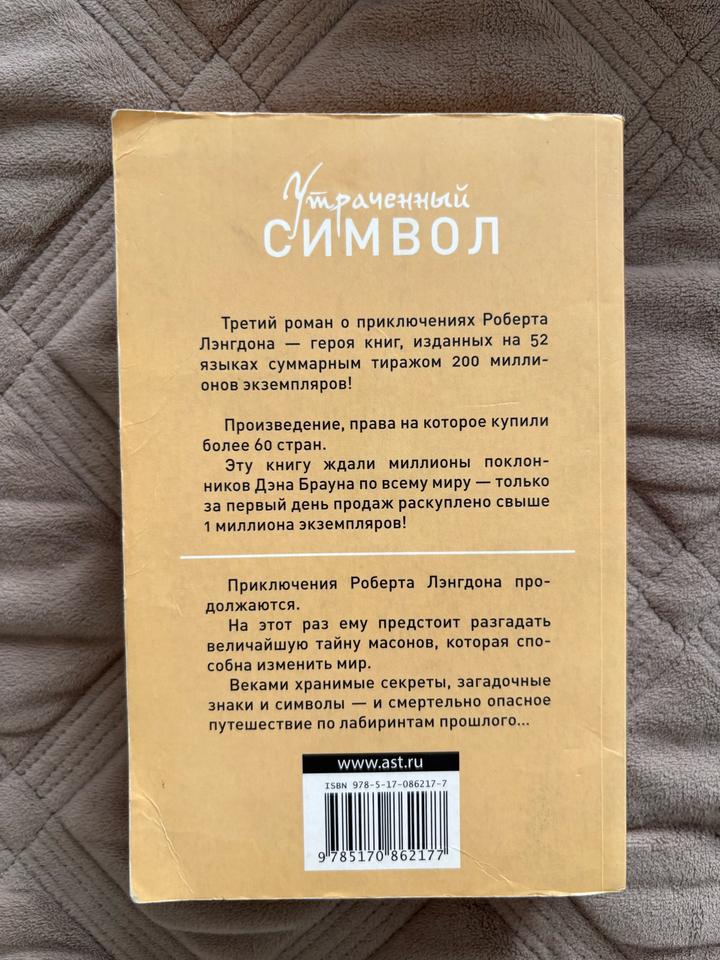 Утраченный
СИМВОЛ
Третий роман о приключениях Роберта
Лэнгдона — героя книг, изданных на 52
языках суммарным тиражом 200 милли-
онов экземпляров!
Произведение, права на которое купили
более 60 стран.
Эту книгу ждали миллионы поклон-
ников Дэна Брауна по всему миру — только
за первый день продаж раскуплено свыше
1 миллиона экземпляров!
Приключения Роберта Лэнгдона про-
должаются.
На этот раз ему предстоит разгадать
величайшую тайну масонов, которая спо-
собна изменить мир.
Веками хранимые секреты, загадочные
знаки и символы — и смертельно опасное
путешествие по лабиринтам прошлого...
www.ast.ru
ISBN 978-5-17-086217-7
9 785170 862177